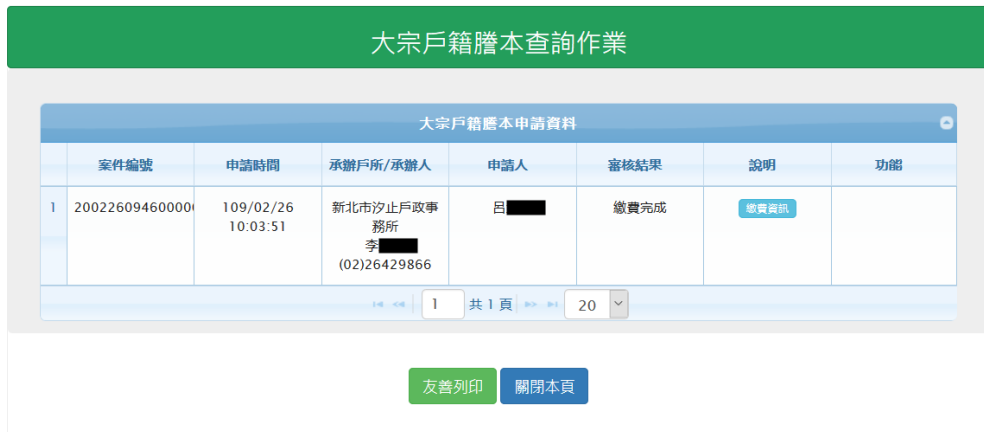 大宗戶籍謄本查詢作業
大宗戶籍謄本申請資料
案件編號 申請時間 承辦戶所/承辦人 申請人 審核結果 說明 功能
1 20022609460000 109/02/26 新北市汐止戶政事 呂 繳費完成 繳費資訊
10:03:51 務所
李
(02)26429866
1 共 1 頁 20
友善列印 關閉本頁